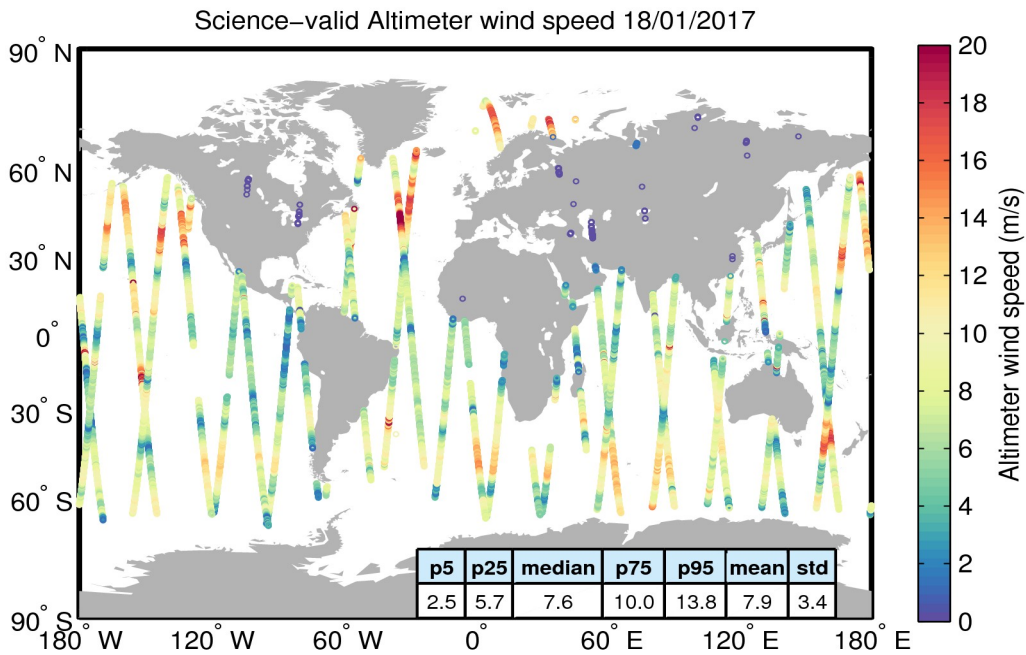 Science−valid Altimeter wind speed 18/01/2017
90° N
60° N
30° N
0°
30° S
60° S
90° S
180° W
120° W
60° W
0°
60° E
120° E
180° E
p5 p25 median p75 p95 mean std
2.5 5.7 7.6 10.0 13.8 7.9 3.4
20
18
16
14
12
10
8
6
4
2
0
Altimeter wind speed (m/s)